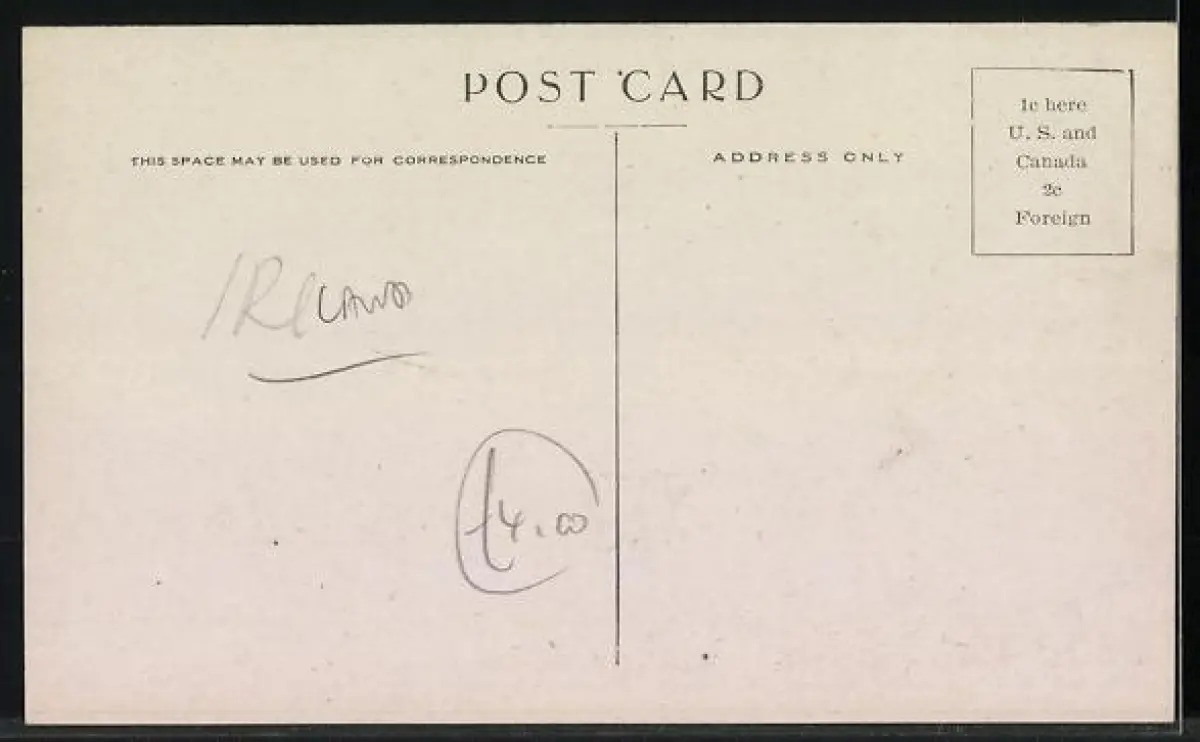 POST CARD
THIS SPACE MAY BE USED FOR CORRESPONDENCE
ADDRESS ONLY
1c here
U. S. and
Canada
2c
Foreign
IRELAND
£4.00